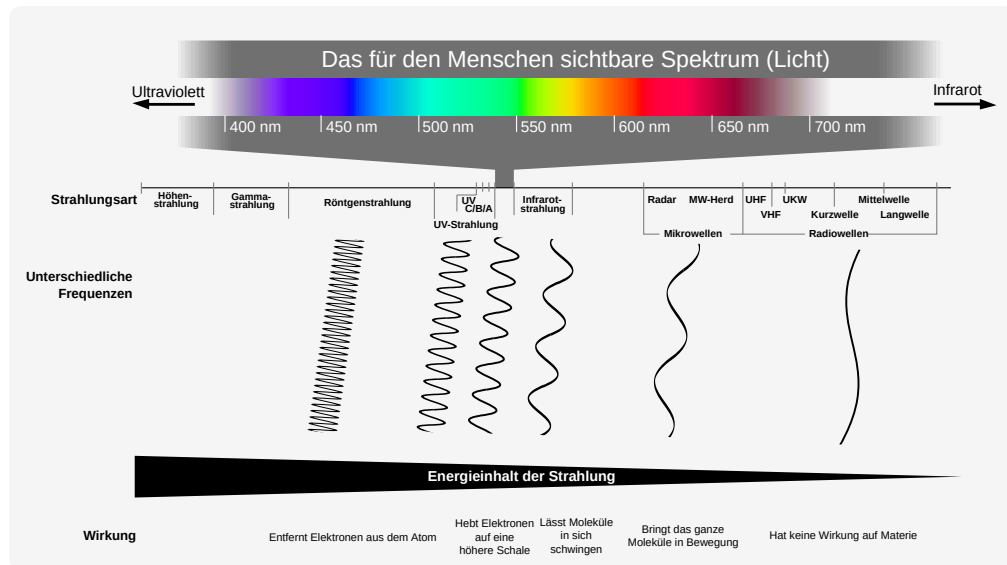 Das für den Menschen sichtbare Spektrum (Licht)
Ultraviolett
Infrarot
400 nm
450 nm
500 nm
550 nm
600 nm
650 nm
700 nm
Strahlungsart
Höhen-
strahlung
Gamma-
strahlung
Röntgenstrahlung
UV
C/B/A
UV-Strahlung
Infrarot-
strahlung
Radar
MW-Herd
Mikrowellen
UHF
VHF
UKW
Kurzwelle
Mittelwelle
Langwelle
Radiowellen
Unterschiedliche
Frequenzen
Energieinhalt der Strahlung
Wirkung
Entfernt Elektronen aus dem Atom
Hebt Elektronen
auf eine
höhere Schale
Lässt Moleküle
in sich
schwingen
Bringt das ganze
Moleküle in Bewegung
Hat keine Wirkung auf Materie